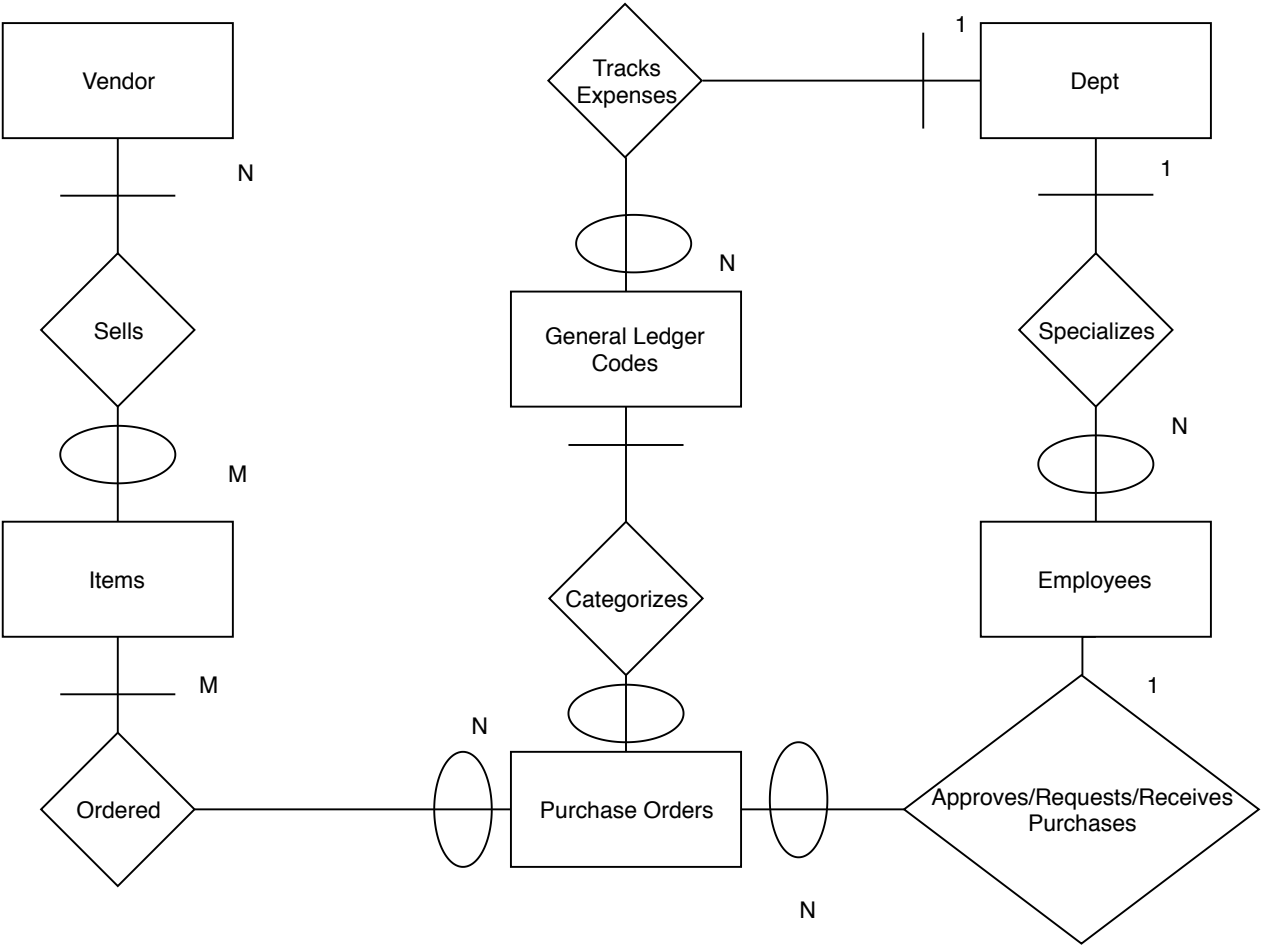 1
Vendor
Tracks
Expenses
Dept
N
1
N
General Ledger
Codes
Sells
Specializes
N
M
Items
Categorizes
Employees
M
1
N
Ordered
Purchase Orders
Approves/Requests/Receives
Purchases
N